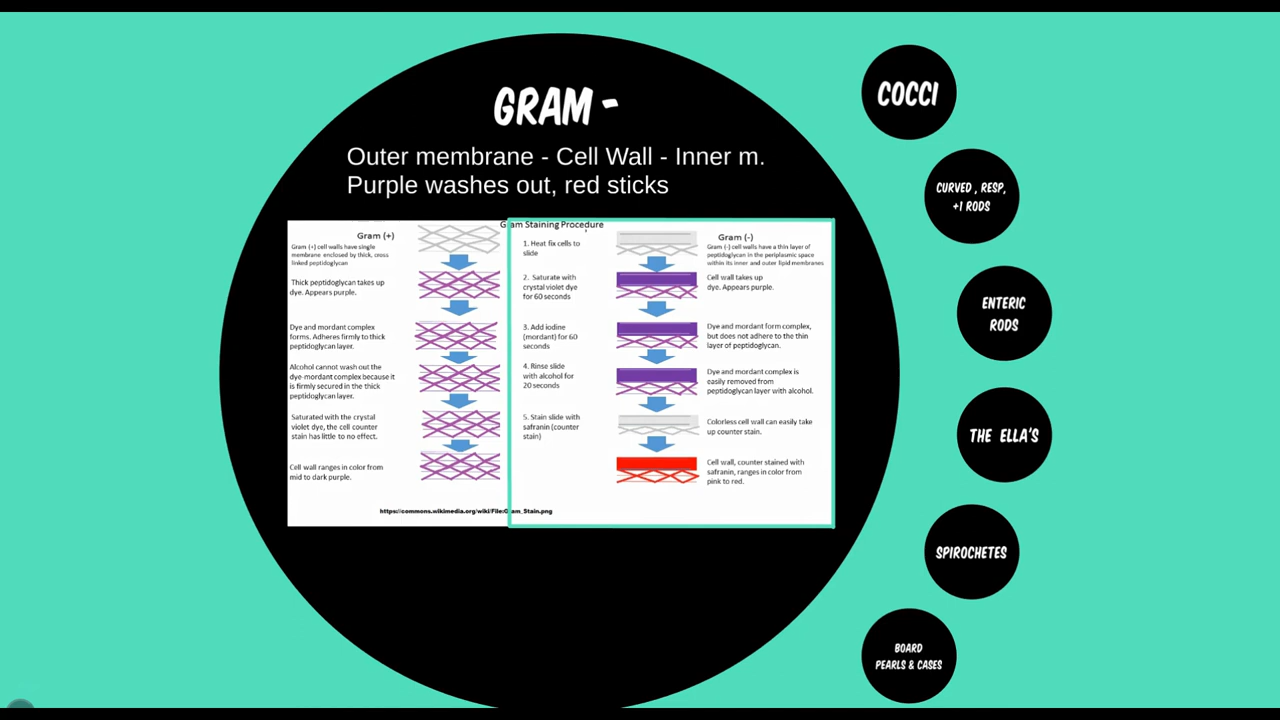 GRAM -
Outer membrane - Cell Wall - Inner m.
Purple washes out, red sticks
Gram Staining Procedure
Gram (+)
Gram (+) cell walls have single
membrane enclosed by thick, cross
linked peptidoglycan
Thick peptidoglycan takes up
dye. Appears purple.
Dye and mordant complex
forms. Adheres firmly to thick
peptidoglycan layer.
Alcohol cannot wash out the
dye-mordant complex because it
is firmly secured in the thick
peptidoglycan layer.
Saturated with the crystal
violet dye, the cell counter
stain has little to no effect.
Cell wall ranges in color from
mid to dark purple.
1. Heat fix cells to
slide
2. Saturate with
crystal violet dye
for 60 seconds
3. Add iodine
(mordant) for 60
seconds
4. Rinse slide
with alcohol for
20 seconds
5. Stain slide with
safranin (counter
stain)
Gram (-)
Gram (-) cell walls have a thin layer of
peptidoglycan in the periplasmic space
within its inner and outer lipid membranes
Cell wall takes up
dye. Appears purple.
Dye and mordant form complex,
but does not adhere to the thin
layer of peptidoglycan.
Dye and mordant complex is
easily removed from
peptidoglycan layer with alcohol.
Colorless cell wall can easily take
up counter stain.
Cell wall, counter stained with
safranin, ranges in color from
pink to red.
https://commons.wikimedia.org/wiki/File:Gram_Stain.png
COCCI
CURVED , RESP,
+1 RODS
ENTERIC
RODS
THE ELLA'S
SPIROCHETES
BOARD
PEARLS & CASES